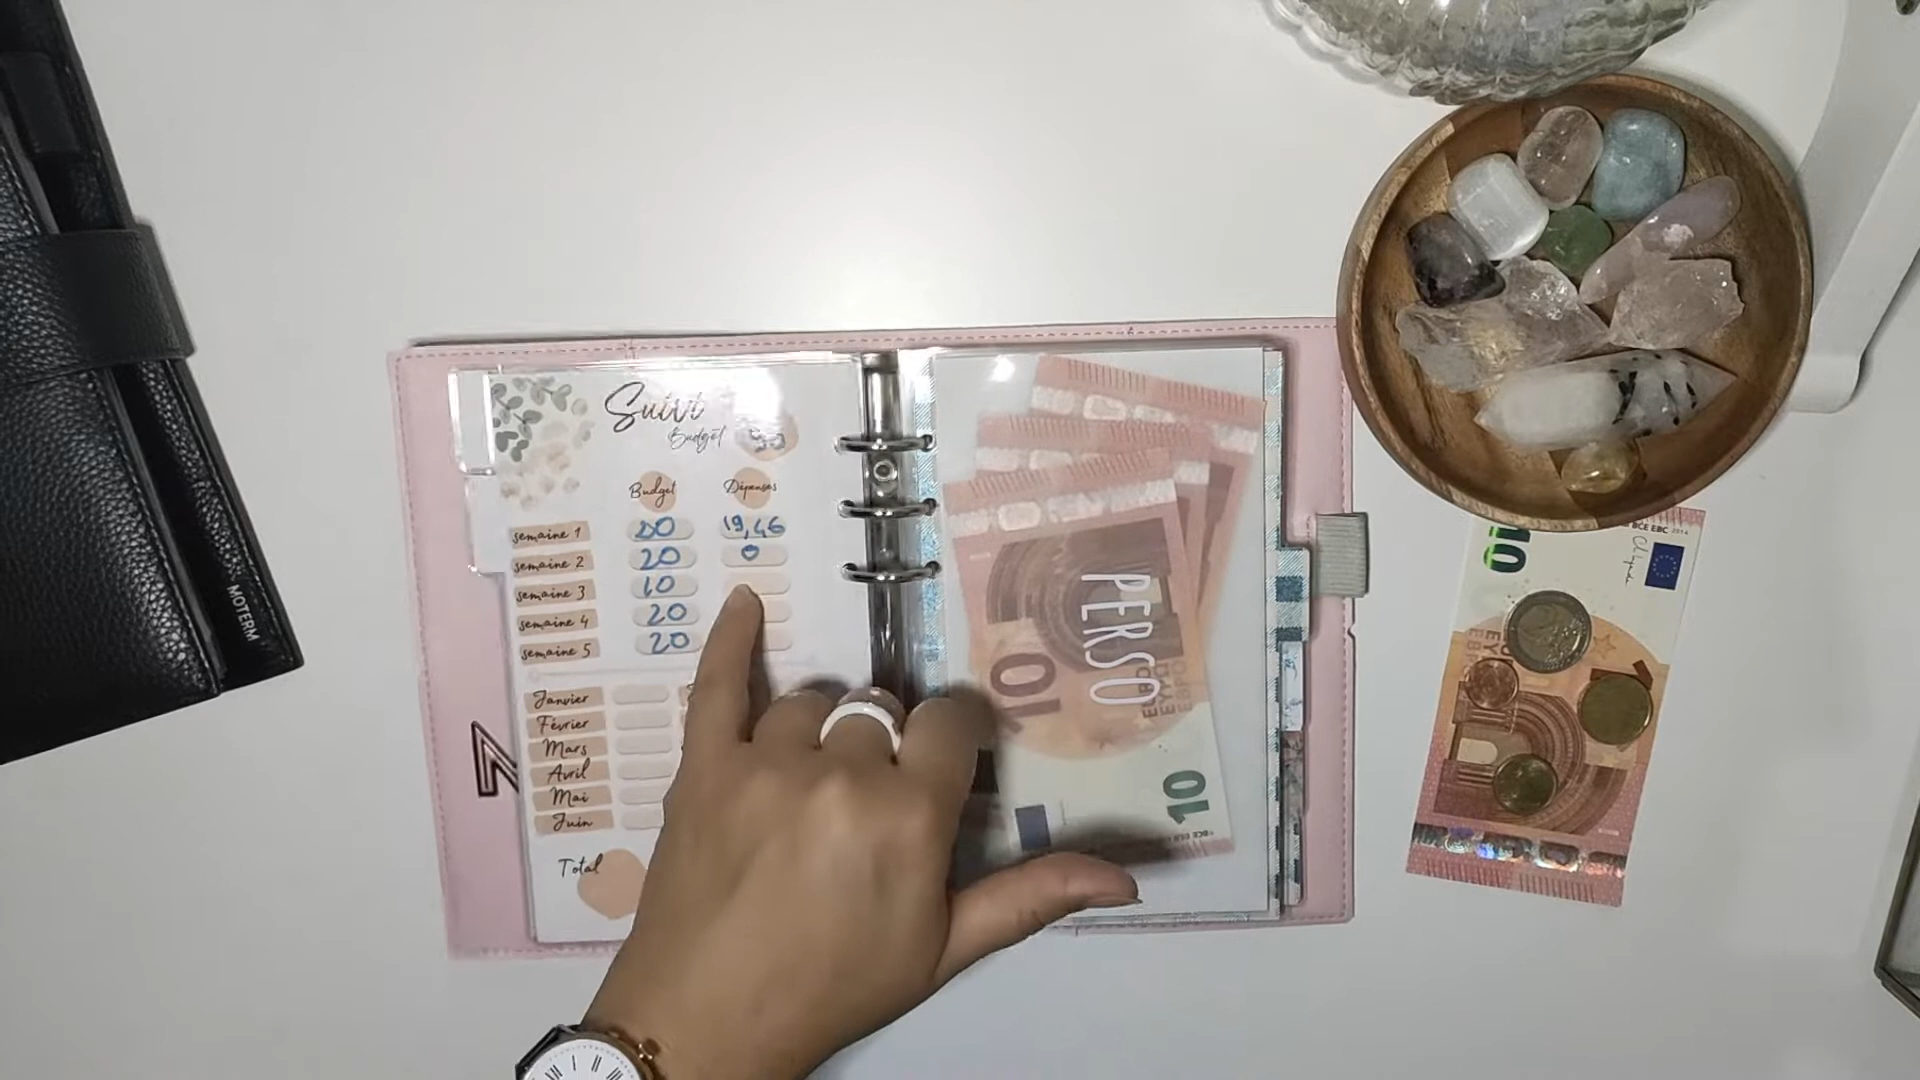 MOTERM
Suivi
Budget
Budget Dépenses
semaine 1 20 19,46
semaine 2 20 0
semaine 3 10
semaine 4 20
semaine 5 20
Janvier
Février
Mars
Avril
Mai
Juin
Total
PERSO
10
10
10